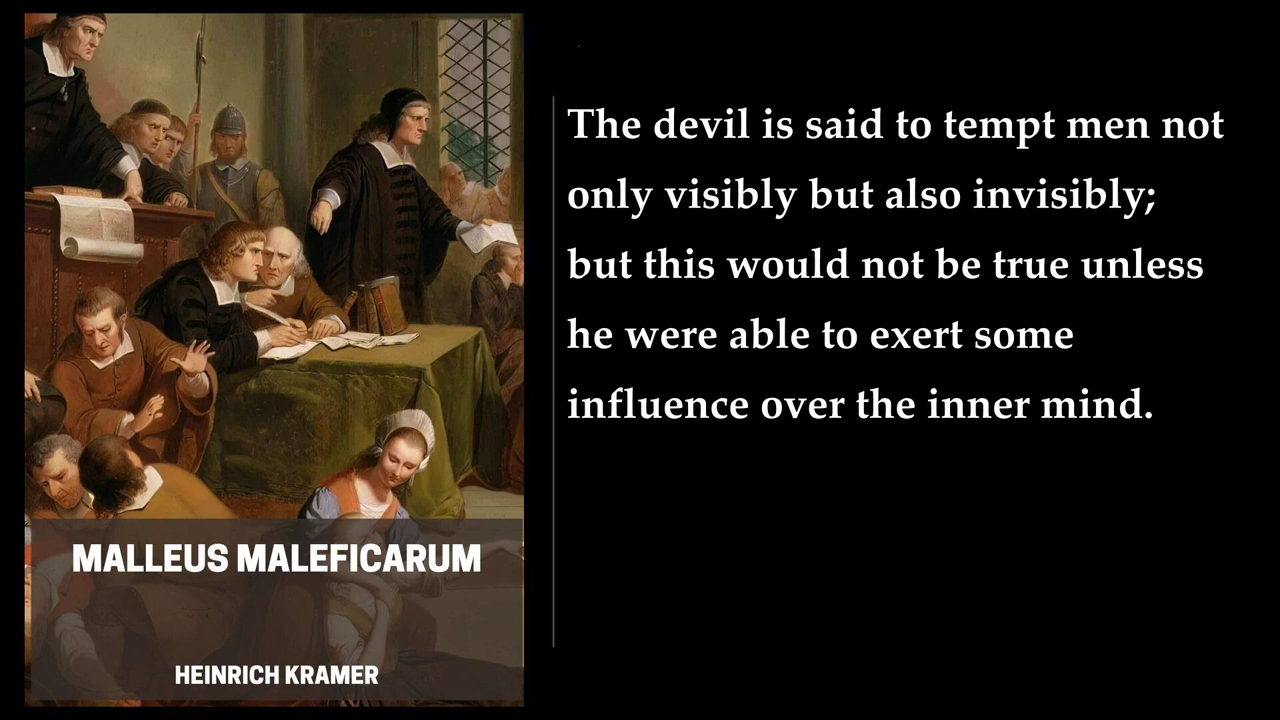 The devil is said to tempt men not
only visibly but also invisibly;
but this would not be true unless
he were able to exert some
influence over the inner mind.
MALLEUS MALEFICARUM
HEINRICH KRAMER